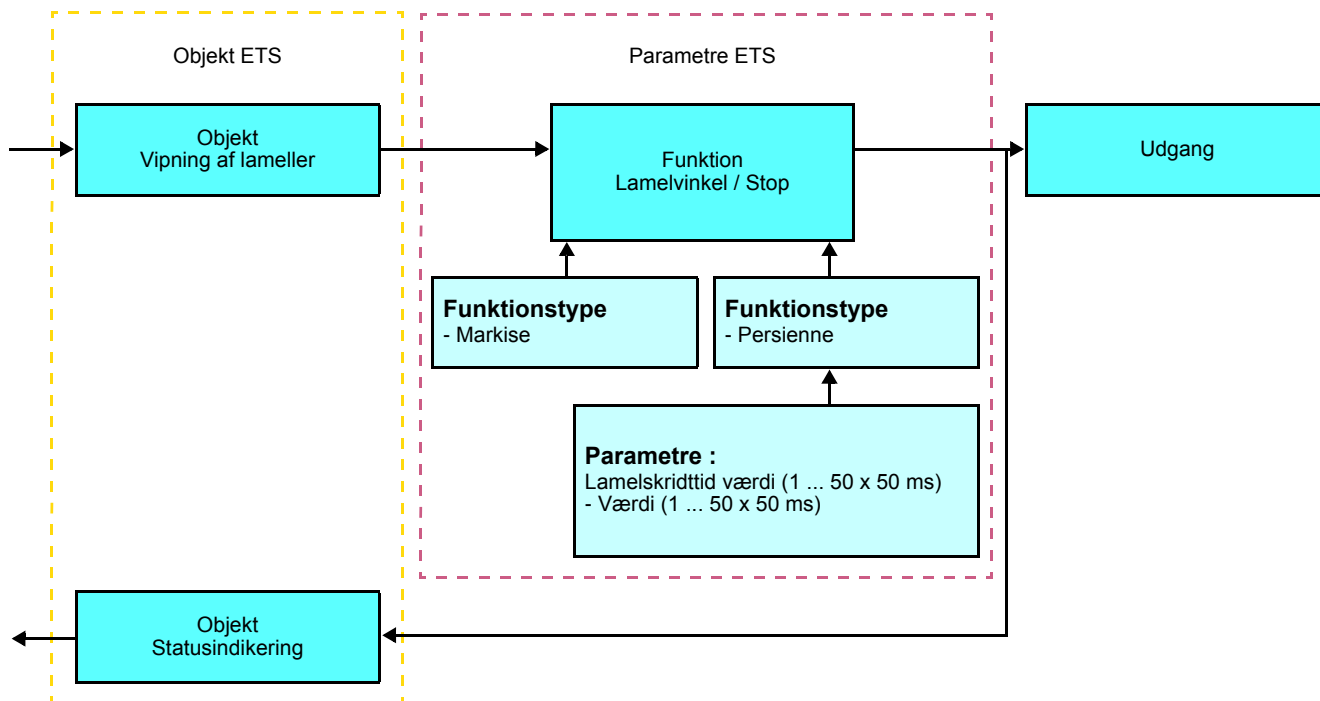 Objekt ETS
Parametre ETS
Objekt
Vipning af lameller
Funktion
Lamelvinkel / Stop
Udgang
Funktionstype
- Markise
Funktionstype
- Persienne
Parametre :
Lamelskridttid værdi (1 ... 50 x 50 ms)
- Værdi (1 ... 50 x 50 ms)
Objekt
Statusindikering